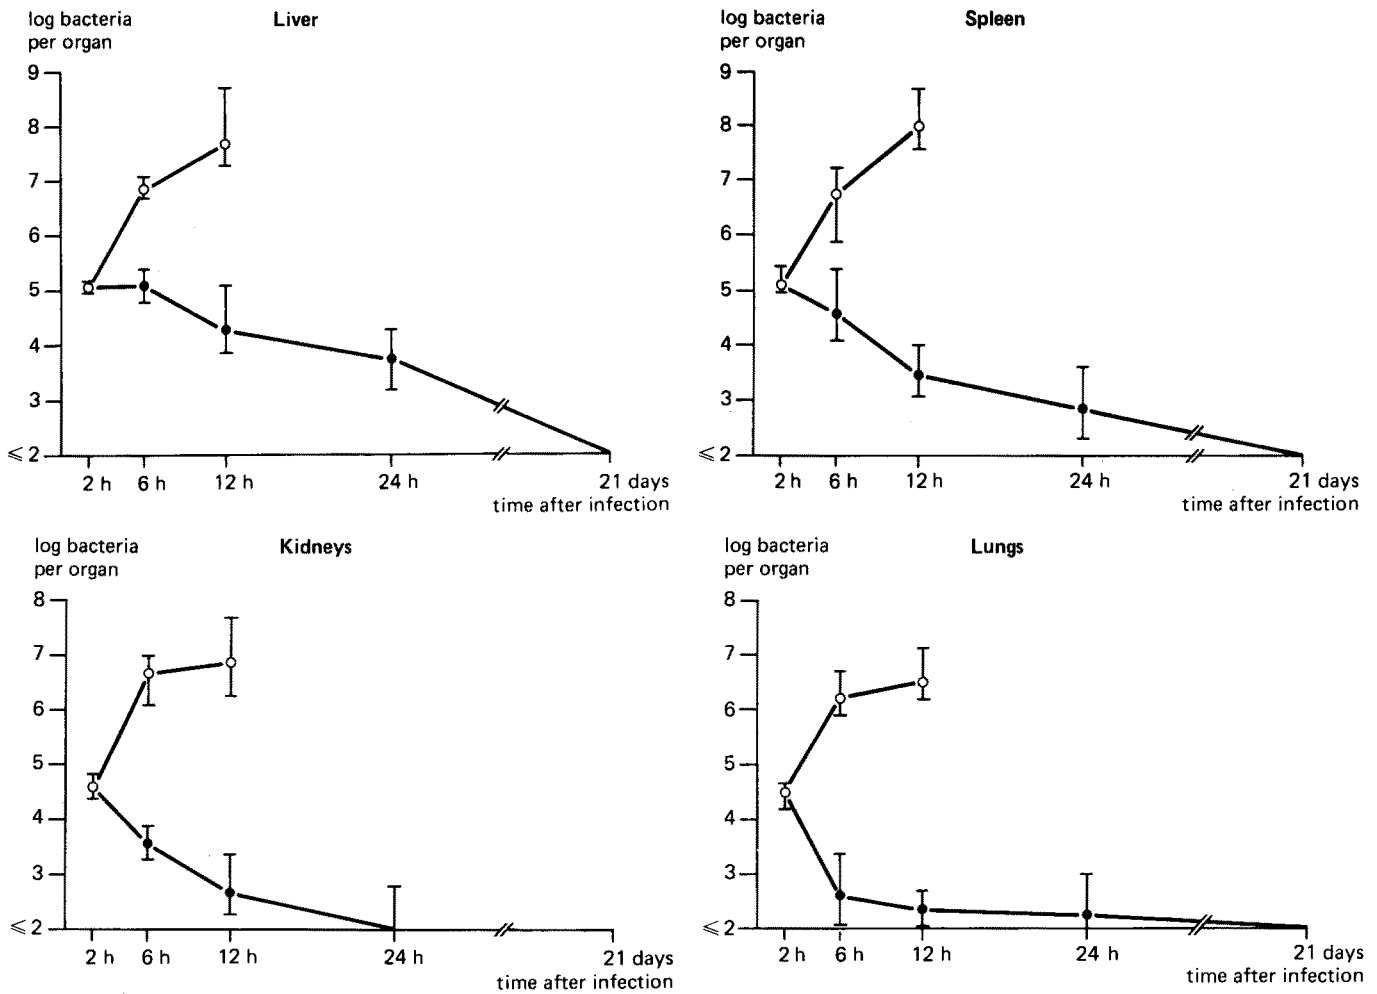 log bacteria
per organ
Liver
9
8
7
6
5
4
3
⩽ 2
2 h 6 h 12 h 24 h 21 days
time after infection
log bacteria
per organ
Spleen
9
8
7
6
5
4
3
⩽ 2
2 h 6 h 12 h 24 h 21 days
time after infection
log bacteria
per organ
Kidneys
8
7
6
5
4
3
⩽ 2
2 h 6 h 12 h 24 h 21 days
time after infection
log bacteria
per organ
Lungs
8
7
6
5
4
3
⩽ 2
2 h 6 h 12 h 24 h 21 days
time after infection